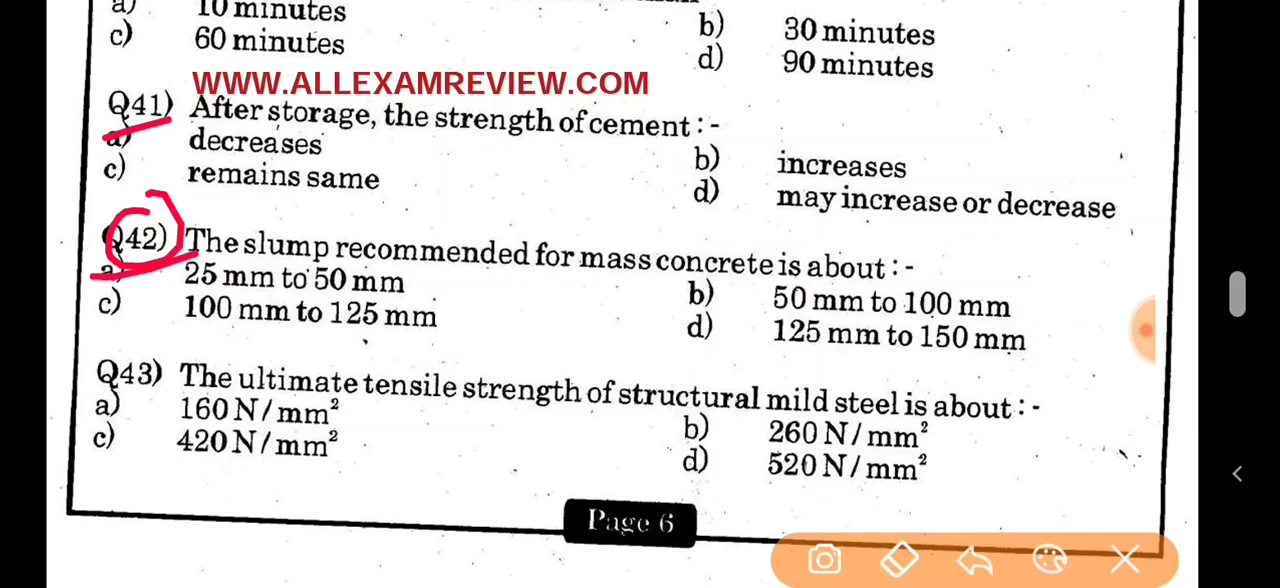 a) 10 minutes b) 30 minutes
c) 60 minutes d) 90 minutes
WWW.ALLEXAMREVIEW.COM
Q41) After storage, the strength of cement : -
a) decreases b) increases
c) remains same d) may increase or decrease
Q42) The slump recommended for mass concrete is about : -
a) 25 mm to 50 mm b) 50 mm to 100 mm
c) 100 mm to 125 mm d) 125 mm to 150 mm
Q43) The ultimate tensile strength of structural mild steel is about : -
a) 160 N/mm² b) 260 N/mm²
c) 420 N/mm² d) 520 N/mm²
Page 6